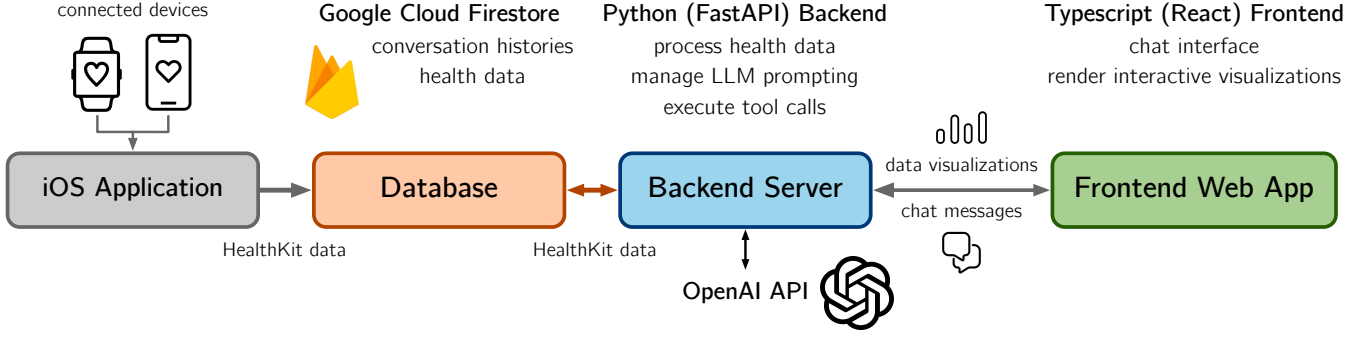 connected devices
Google Cloud Firestore
conversation histories
health data
Python (FastAPI) Backend
process health data
manage LLM prompting
execute tool calls
Typescript (React) Frontend
chat interface
render interactive visualizations
iOS Application
HealthKit data
Database
HealthKit data
Backend Server
OpenAI API
data visualizations
chat messages
Frontend Web App